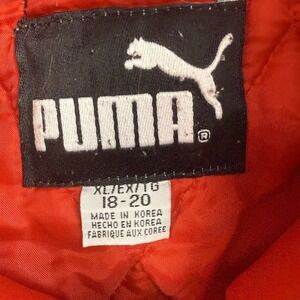 PUMA®
XL/EX/TG
18-20
MADE IN KOREA
HECHO EN KOREA
FABRIQUE AUX COREE